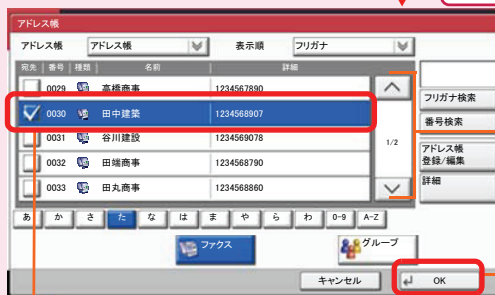 アドレス帳
アドレス帳 アドレス帳 表示順 フリガナ
宛先 番号 種類 名前 詳細
0029 高橋商事 1234567890
0030 田中建築 1234568907
0031 谷川建設 1234569078
0032 田端商事 1234568790
0033 田丸商事 1234568860
1/2
フリガナ検索
番号検索
アドレス帳
登録/編集
詳細
あ か さ た な は ま や ら わ 0-9 A-Z
ファクス グループ
キャンセル OK